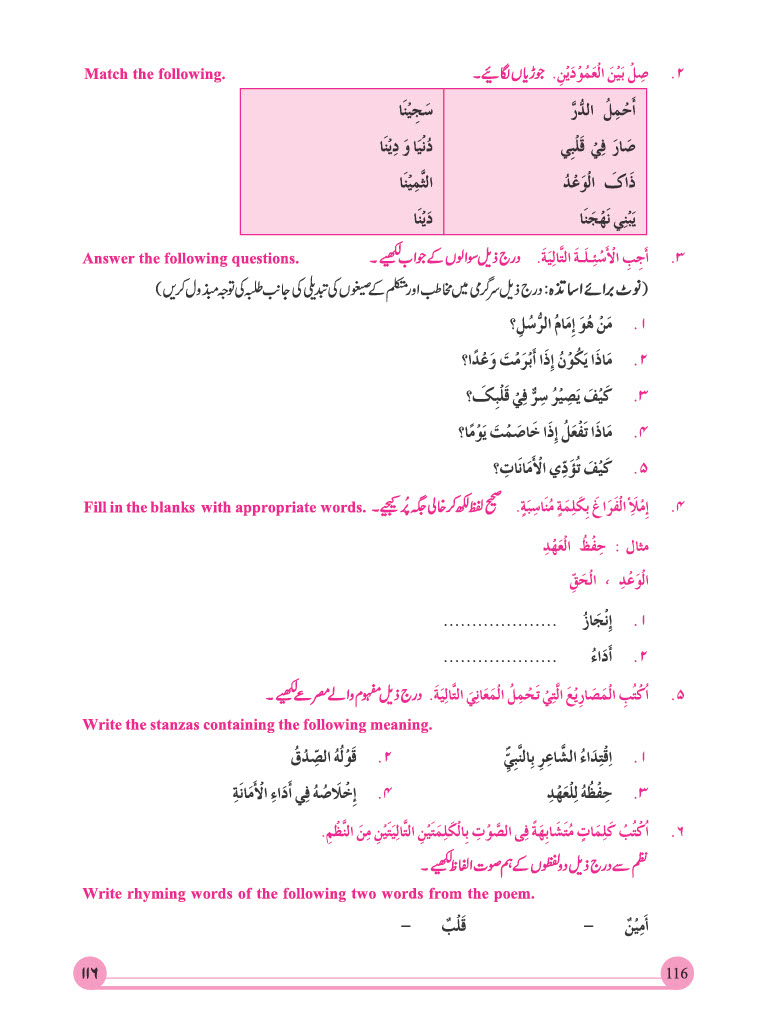 ۲. صِلْ بَيْنَ الْعَمُوْدَيْنِ. جوڑیاں لگائیے۔ Match the following.
أَحْمِلُ الدُّرَّ سَجِيْنَا
صَارَ فِيْ قَلْبِي دُنْيَا وَ دِيْنَا
ذَاكَ الْوَعْدُ الثَّمِيْنَا
يَبْنِي نَهْجَنَا دَيْنَا
۳. أَجِبِ الْأَسْئِـلَـةَ التَّالِيَةَ. درج ذیل سوالوں کے جواب لکھیے۔ Answer the following questions.
(نوٹ برائے اساتذہ: درج ذیل سرگرمی میں مخاطب اور متکلم کے صیغوں کی تبدیلی کی جانب طلبہ کی توجہ مبذول کریں)
۱. مَنْ هُوَ إِمَامُ الرُّسُلِ؟
۲. مَاذَا يَكُوْنُ إِذَا أَبْرَمْتَ وَعْدًا؟
۳. كَيْفَ يَصِيْرُ سِرٌّ فِيْ قَلْبِكَ؟
۴. مَاذَا تَفْعَلُ إِذَا خَاصَمْتَ يَوْمًا؟
۵. كَيْفَ تُؤَدِّي الْأَمَانَاتِ؟
۴. إِمْلَأِ الْفَرَاغَ بِكَلِمَةٍ مُنَاسِبَةٍ. صحیح لفظ لکھ کر خالی جگہ پُر کیجیے۔ Fill in the blanks with appropriate words.
مثال : حِفْظُ الْعَهْدِ
الْوَعْدِ ، الْحَقِّ
۱. إِنْجَازُ ....................
۲. أَدَاءُ ....................
۵. اُكْتُبِ الْمَصَارِيْعَ الَّتِيْ تَحْمِلُ الْمَعَانِيَ التَّالِيَةَ. درج ذیل مفہوم والے مصرعے لکھیے۔
Write the stanzas containing the following meaning.
۱. اِقْتِدَاءُ الشَّاعِرِ بِالنَّبِيِّ ۲. قَوْلُهُ الصِّدْقُ
۳. حِفْظُهُ لِلْعَهْدِ ۴. إِخْلَاصُهُ فِي أَدَاءِ الْأَمَانَةِ
۶. اُكْتُبْ كَلِمَاتٍ مُتَشَابِهَةً فِى الصَّوْتِ بِالْكَلِمَتَيْنِ التَّالِيَتَيْنِ مِنَ النَّظْمِ.
نظم سے درج ذیل دو لفظوں کے ہم صوت الفاظ لکھیے۔
Write rhyming words of the following two words from the poem.
أَمِيْنٌ – قَلْبٌ –
۱۱۶ 116